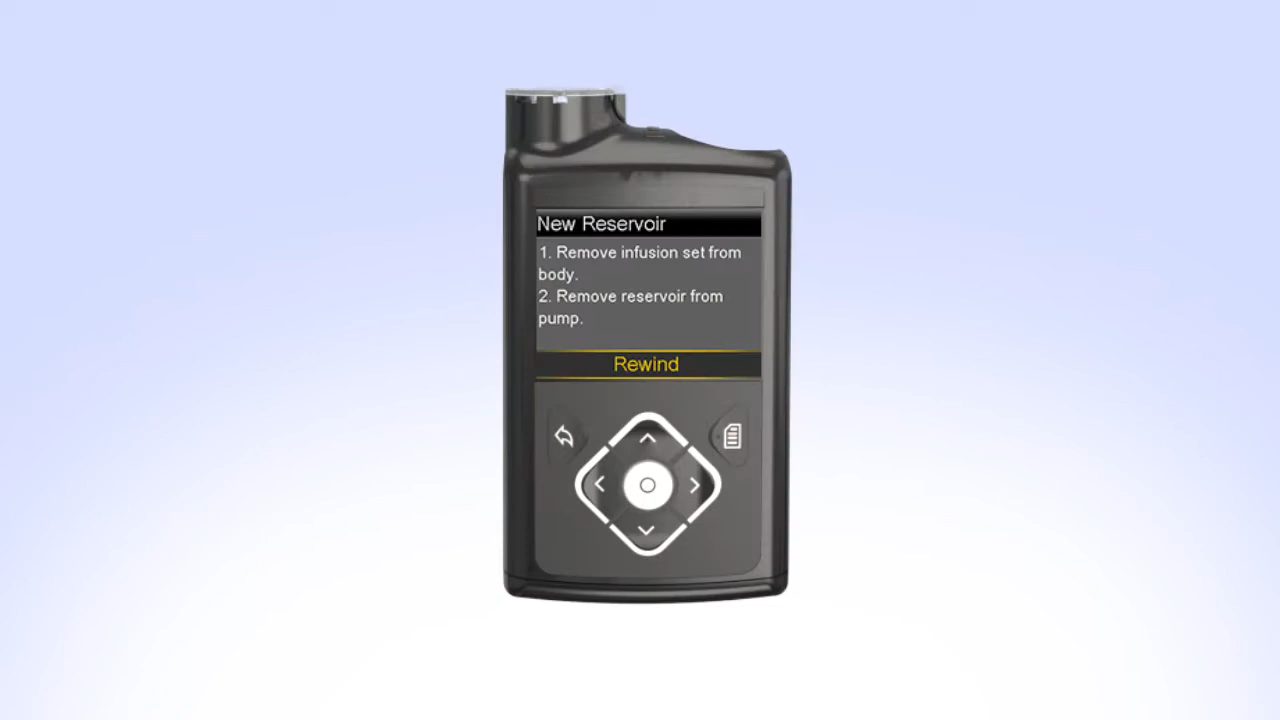 New Reservoir
1. Remove infusion set from
body.
2. Remove reservoir from
pump.
Rewind